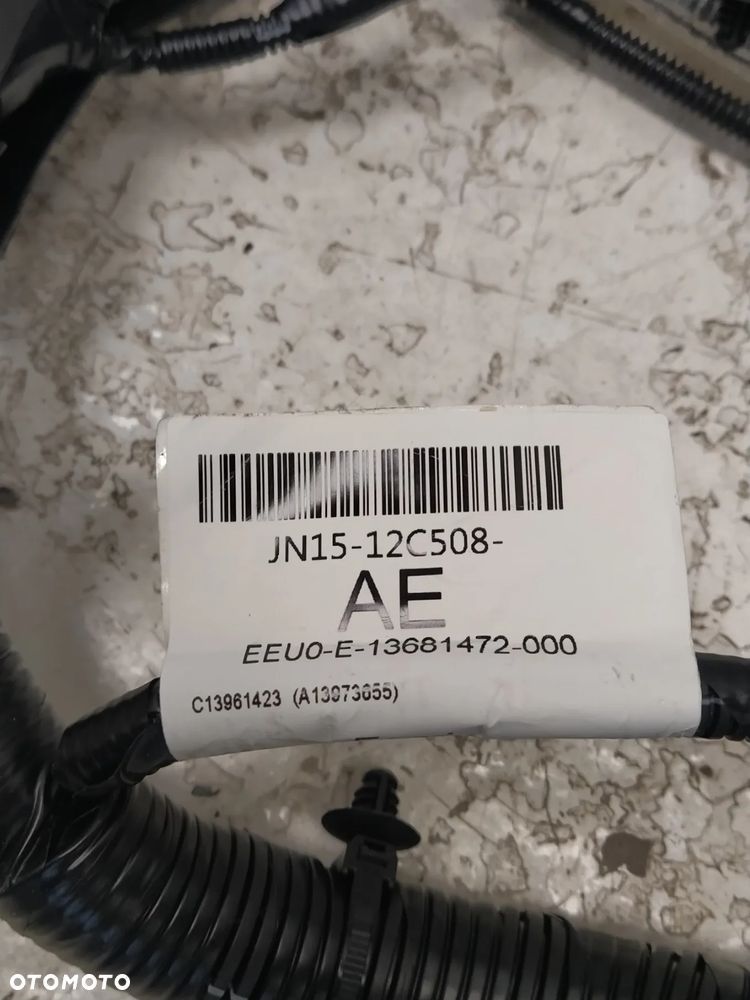 JN15-12C508-
AE
EEU0-E-13681472-000
C13961423 (A13973655)
OTOMOTO